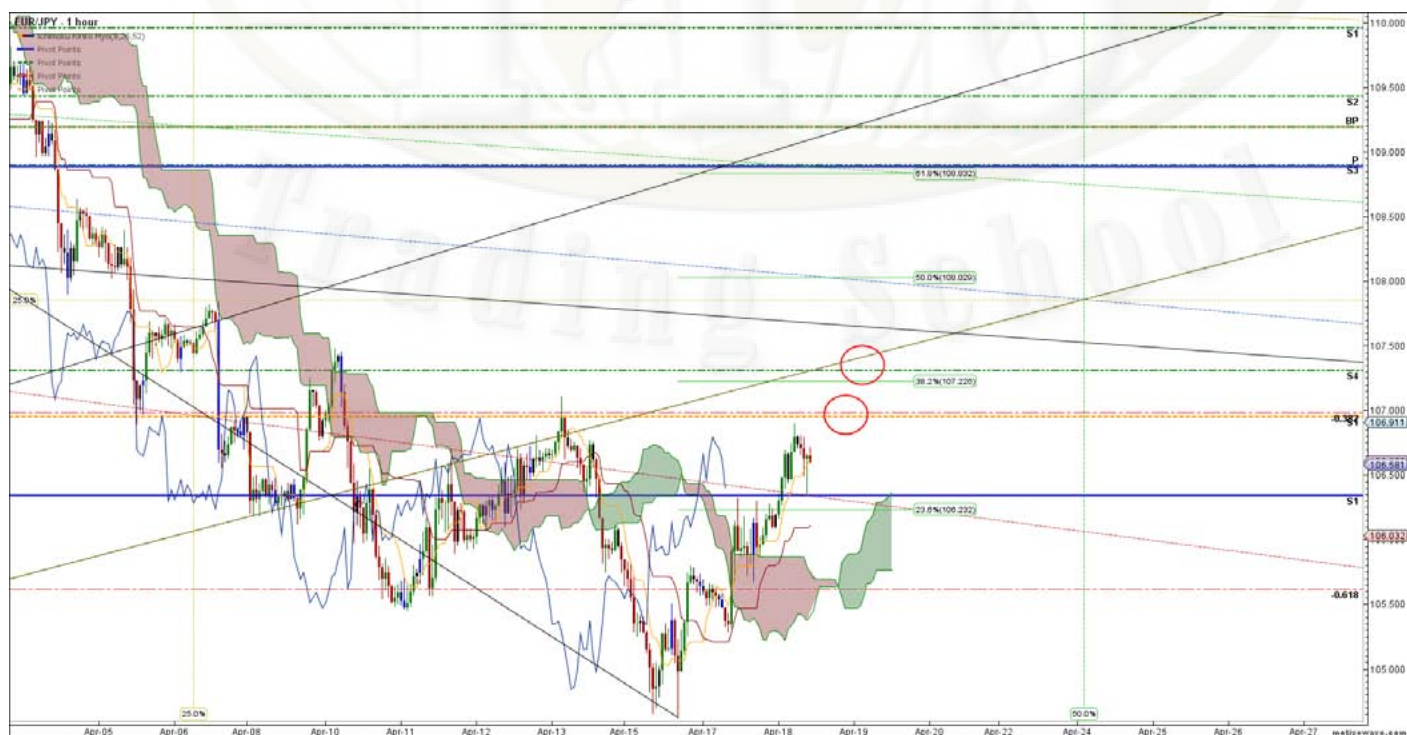 EUR/JPY - 1 hour
Pivot Points
Pivot Points
Pivot Points
Pivot Points
Trading School
110.000
S1
109.500
S2
BP
109.000
P
S3
61.8%(108.832)
108.500
50.0%(108.029)
108.000
25.0%
107.500
S4
38.2%(107.226)
107.000
-0.382
S1
106.911
106.581
106.500
S1
23.6%(106.232)
106.032
105.500
-0.618
105.000
25.0%
50.0%
Apr-05
Apr-06
Apr-08
Apr-10
Apr-11
Apr-12
Apr-13
Apr-15
Apr-17
Apr-18
Apr-19
Apr-21
Apr-22
Apr-24
Apr-25
Apr-27
motivewave.com